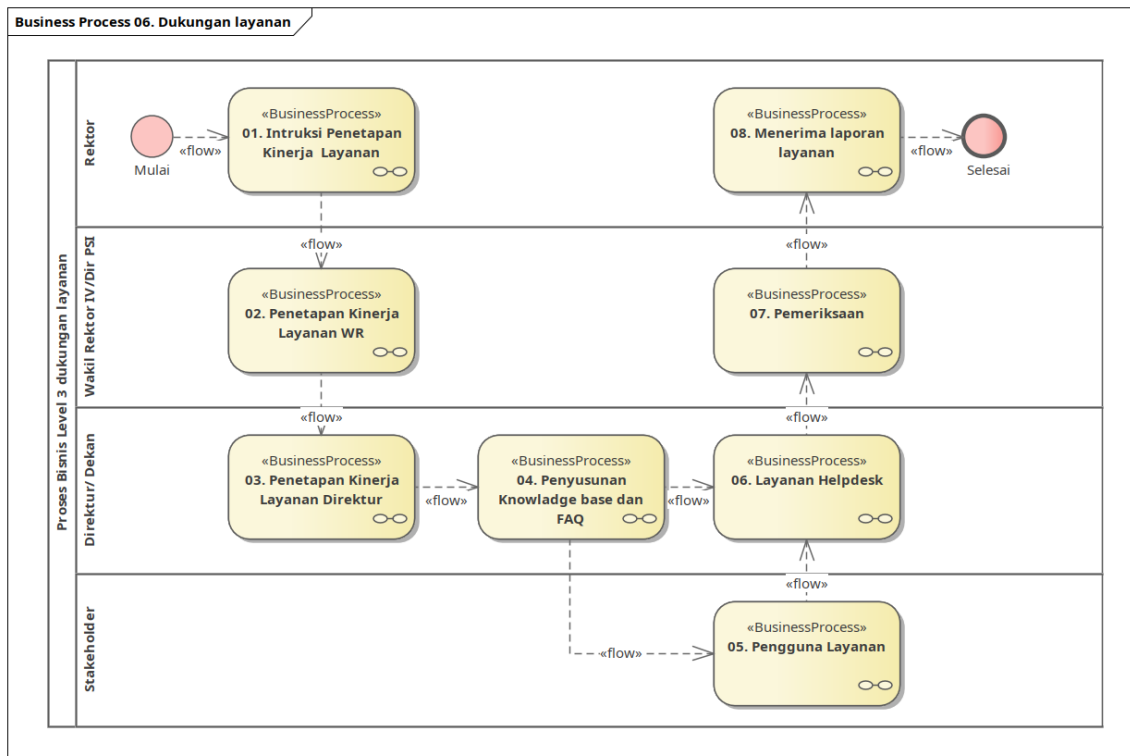 Business Process 06. Dukungan layanan
Proses Bisnis Level 3 dukungan layanan
Rektor
Mulai
«flow»
«BusinessProcess»
01. Intruksi Penetapan
Kinerja Layanan
«BusinessProcess»
08. Menerima laporan
layanan
«flow»
Selesai
«flow»
«flow»
Wakil Rektor IV/Dir PSI
«BusinessProcess»
02. Penetapan Kinerja
Layanan WR
«BusinessProcess»
07. Pemeriksaan
«flow»
«flow»
Direktur/ Dekan
«BusinessProcess»
03. Penetapan Kinerja
Layanan Direktur
«flow»
«BusinessProcess»
04. Penyusunan
Knowladge base dan
FAQ
«flow»
«BusinessProcess»
06. Layanan Helpdesk
«flow»
Stakeholder
«flow»
«BusinessProcess»
05. Pengguna Layanan